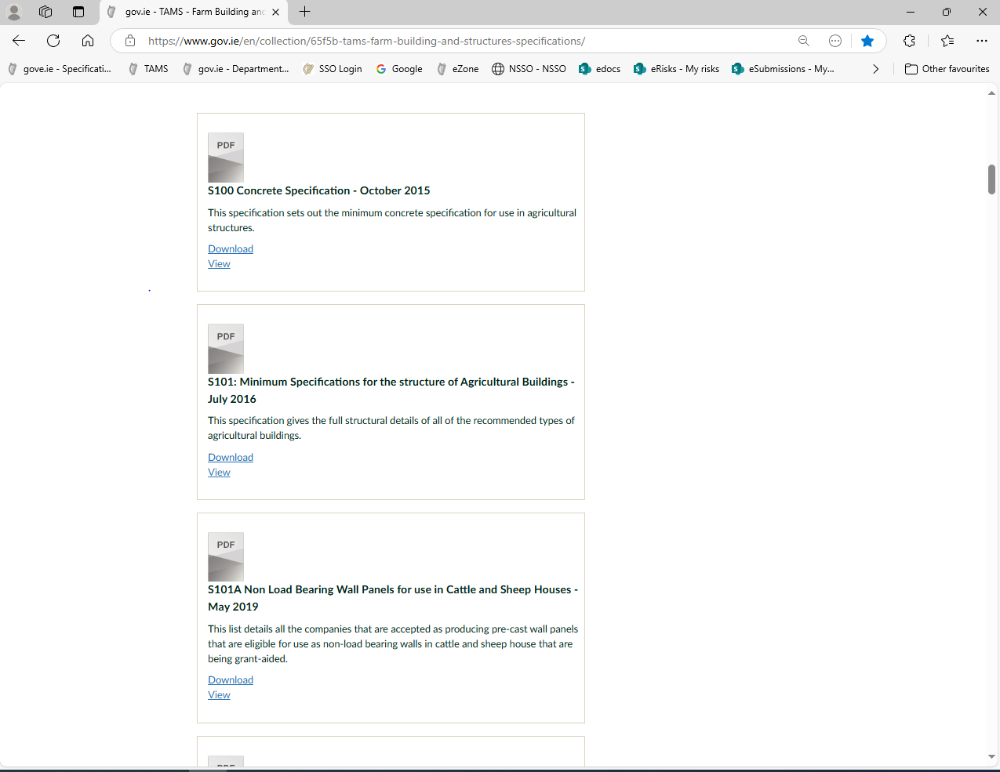 gov.ie - TAMS - Farm Building and
https://www.gov.ie/en/collection/65f5b-tams-farm-building-and-structures-specifications/
gove.ie - Specificati... TAMS gov.ie - Department... SSO Login Google eZone NSSO - NSSO edocs eRisks - My risks eSubmissions - My... Other favourites
PDF
S100 Concrete Specification - October 2015
This specification sets out the minimum concrete specification for use in agricultural
structures.
Download
View
PDF
S101: Minimum Specifications for the structure of Agricultural Buildings -
July 2016
This specification gives the full structural details of all of the recommended types of
agricultural buildings.
Download
View
PDF
S101A Non Load Bearing Wall Panels for use in Cattle and Sheep Houses -
May 2019
This list details all the companies that are accepted as producing pre-cast wall panels
that are eligible for use as non-load bearing walls in cattle and sheep house that are
being grant-aided.
Download
View
PDF